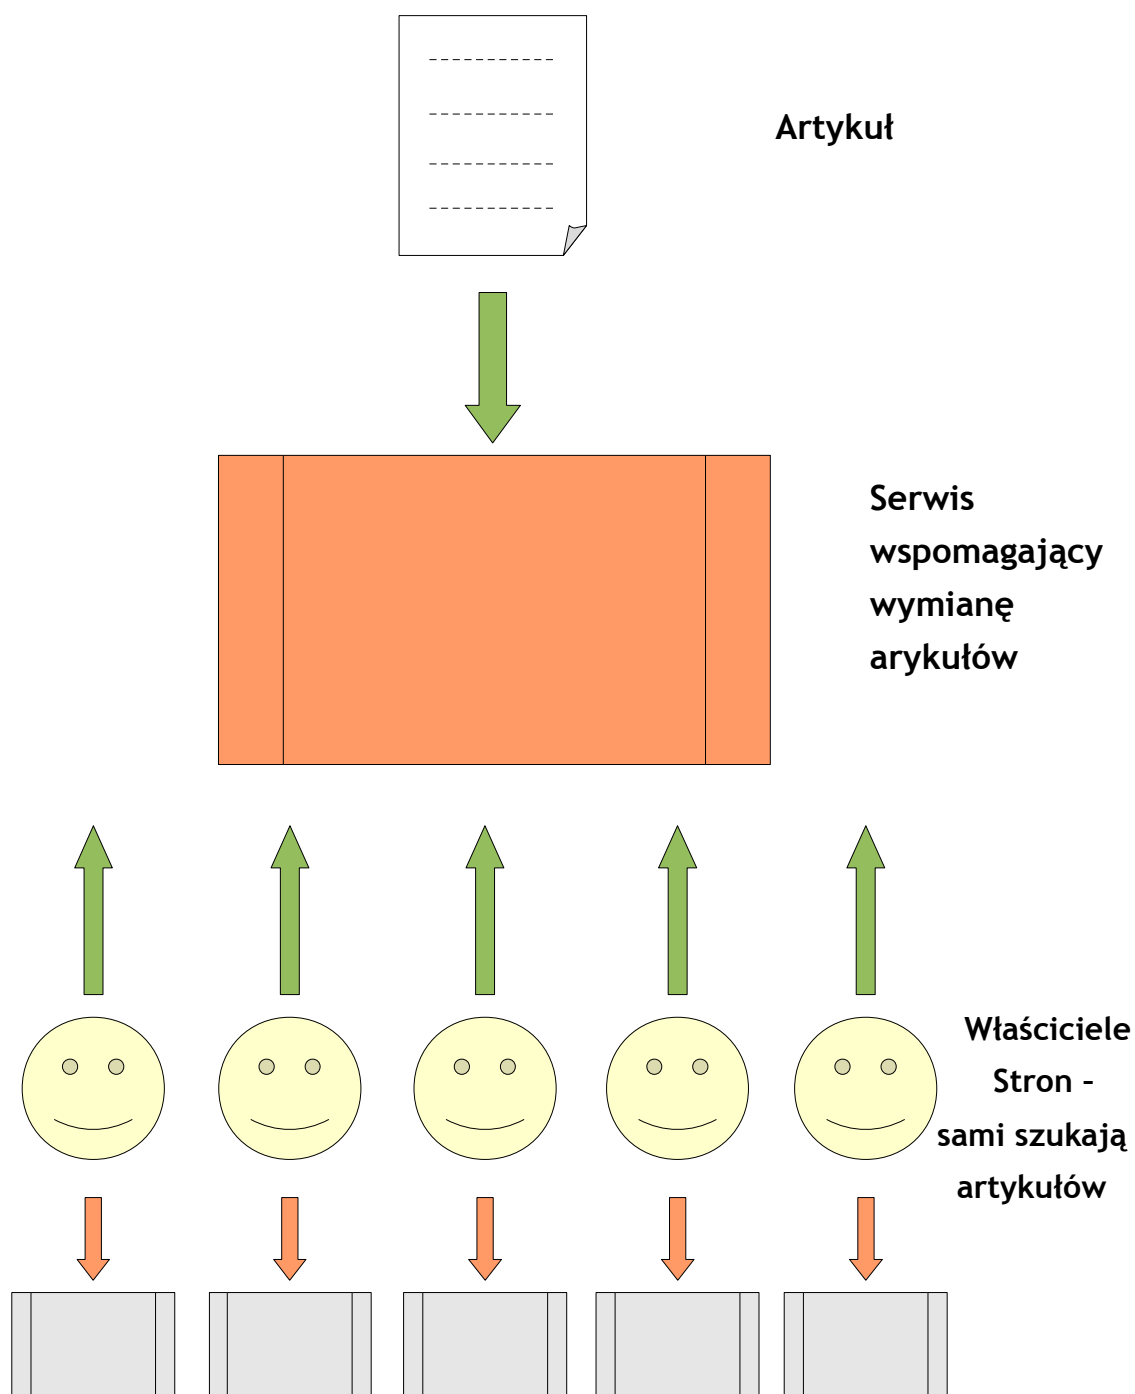 Artykuł
Serwis
wspomagający
wymianę
arykułów
Właściciele
Stron -
sami szukają
artykułów